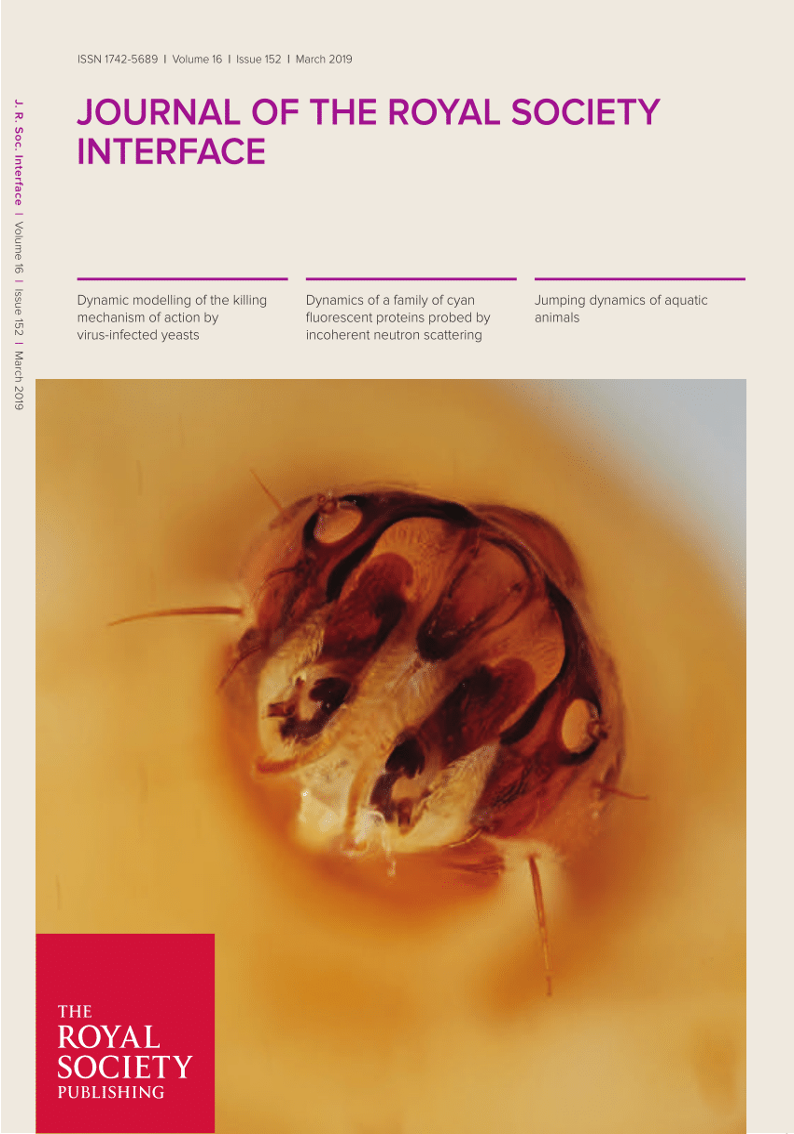 ISSN 1742-5689 | Volume 16 | Issue 152 | March 2019
JOURNAL OF THE ROYAL SOCIETY
INTERFACE
J. R. Soc. Interface | Volume 16 | Issue 152 | March 2019
Dynamic modelling of the killing
mechanism of action by
virus-infected yeasts
Dynamics of a family of cyan
fluorescent proteins probed by
incoherent neutron scattering
Jumping dynamics of aquatic
animals
THE
ROYAL
SOCIETY
PUBLISHING